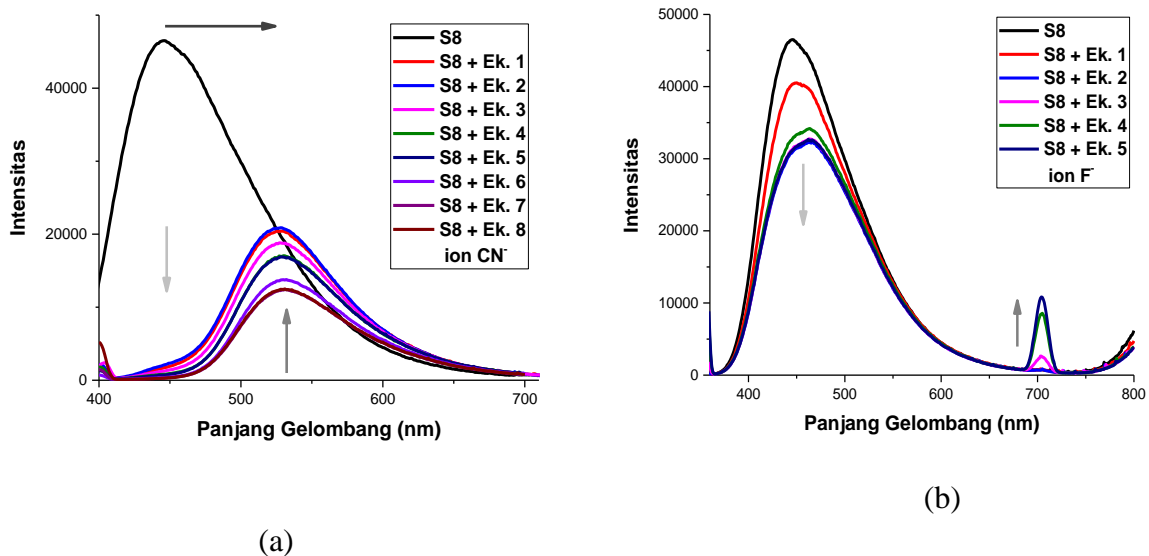 40000
20000
0
400
500
600
700
Intensitas
Panjang Gelombang (nm)
S8
S8 + Ek. 1
S8 + Ek. 2
S8 + Ek. 3
S8 + Ek. 4
S8 + Ek. 5
S8 + Ek. 6
S8 + Ek. 7
S8 + Ek. 8
ion CN⁻
(a)
50000
40000
30000
20000
10000
0
400
500
600
700
800
Intensitas
Panjang Gelombang (nm)
S8
S8 + Ek. 1
S8 + Ek. 2
S8 + Ek. 3
S8 + Ek. 4
S8 + Ek. 5
ion F⁻
(b)